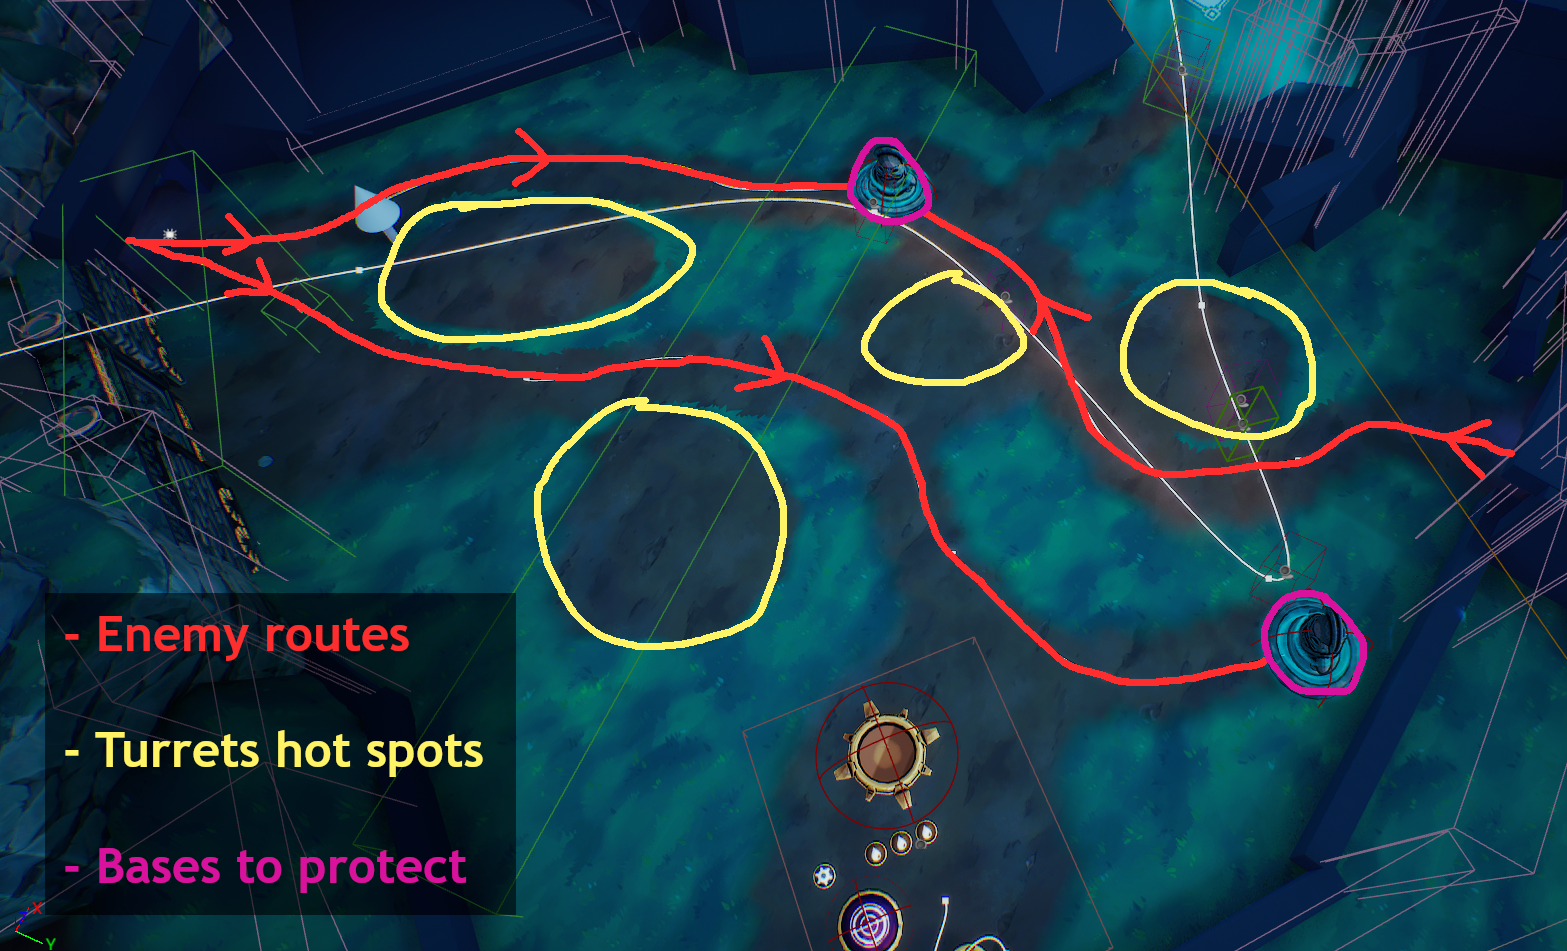 - Enemy routes
- Turrets hot spots
- Bases to protect
X
Z
Y